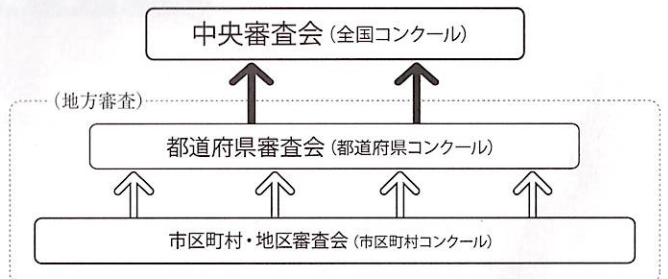 中央審査会(全国コンクール)
(地方審査)
都道府県審査会(都道府県コンクール)
市区町村・地区審査会(市区町村コンクール)